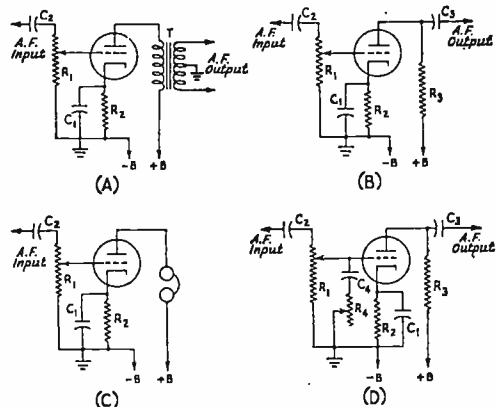 C2
A.F. Input
R1
C1
R2
T
A.F. Output
-B
+B
(A)
C2
C3
A.F. Input
A.F. Output
R1
C1
R2
R3
-B
+B
(B)
C2
A.F. Input
R1
C1
R2
-B
+B
(C)
C2
C3
A.F. Input
A.F. Output
R1
C4
R4
R2
C1
R3
-B
+B
(D)